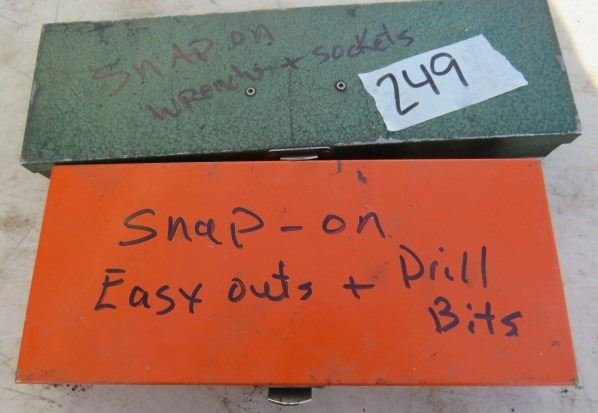 SNAP ON
WRENCHES + SOCKETS
249
Snap-on
Easy outs + Drill
Bits